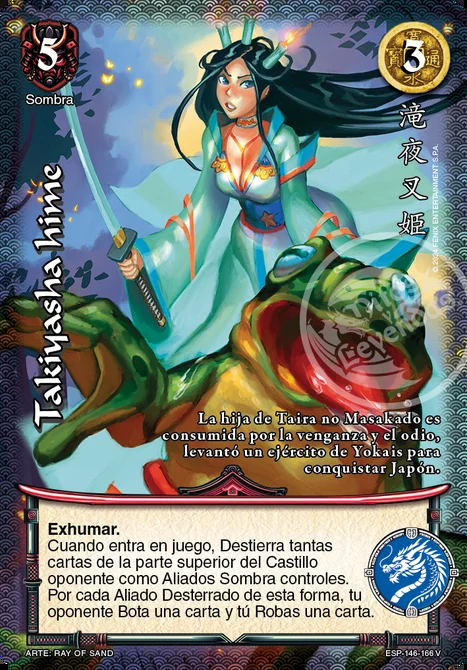 5
Sombra
3
滝夜叉姫
Takiyasha hime
La hija de Taira no Masakado es
consumida por la venganza y el odio,
levantó un ejército de Yokais para
conquistar Japón.
Exhumar.
Cuando entra en juego, Destierra tantas
cartas de la parte superior del Castillo
oponente como Aliados Sombra controles.
Por cada Aliado Desterrado de esta forma, tu
oponente Bota una carta y tú Robas una carta.
ARTE: RAY OF SAND
ESP-146-166 V